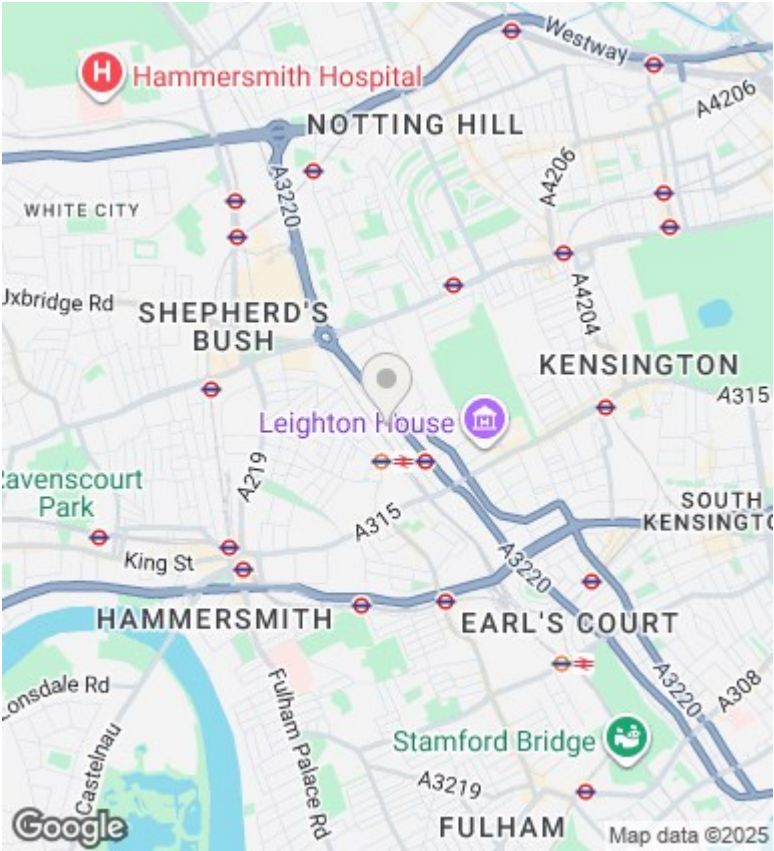 Westway
H
Hammersmith Hospital
A4206
NOTTING HILL
A4206
A3220
WHITE CITY
A4204
Uxbridge Rd
SHEPHERD'S
BUSH
KENSINGTON
A315
Leighton House
Ravenscourt
Park
A219
SOUTH
KENSINGTO
A315
King St
A3220
HAMMERSMITH
EARL'S COURT
Lonsdale Rd
A3220
A308
Fulham Palace Rd
Castelnau
Stamford Bridge
A3219
FULHAM
Google
Map data ©2025